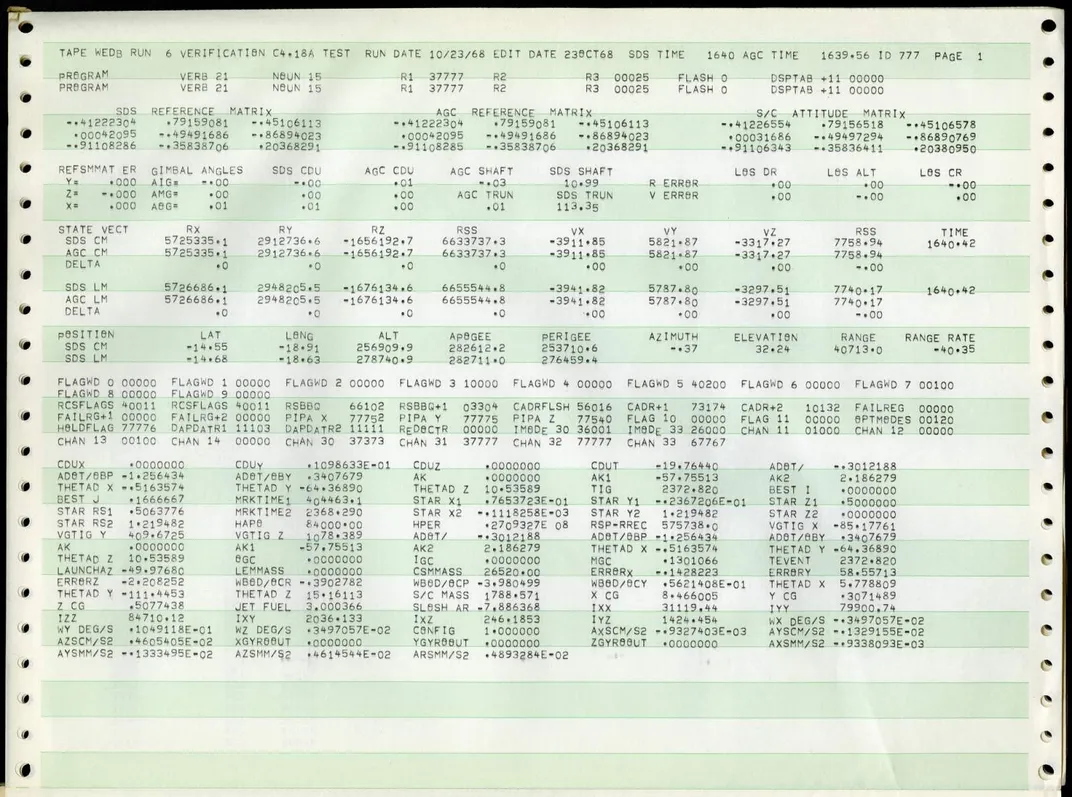 TAPE WEDB RUN 6 VERIFICATIØN C4.18A TEST RUN DATE 10/23/68 EDIT DATE 23ØCT68 SDS TIME 1640 AGC TIME 1639.56 ID 777 PAGE 1
PRØGRAM VERB 21 NØUN 15 R1 37777 R2 R3 00025 FLASH 0 DSPTAB +11 00000
PRØGRAM VERB 21 NØUN 15 R1 37777 R2 R3 00025 FLASH 0 DSPTAB +11 00000
SDS REFERENCE MATRIX AGC REFERENCE MATRIX S/C ATTITUDE MATRIX
-.41222304 .79159081 -.45106113 -.41222304 .79159081 -.45106113 -.41226554 .79156518 -.45106578
.00042095 -.49491686 -.86894023 .00042095 -.49491686 -.86894023 .00031686 -.49497294 -.86890769
-.91108286 -.35838706 .20368291 -.91108285 -.35838706 .20368291 -.91106343 -.35836411 .20380950
REFSMMAT ER GIMBAL ANGLES SDS CDU AGC CDU AGC SHAFT SDS SHAFT LØS DR LØS ALT LØS CR
Y= .000 AIG= -.00 -.00 .01 -.03 10.99 R ERRØR .00 .00 -.00
Z= -.000 AMG= .00 .00 .00 AGC TRUN SDS TRUN V ERRØR .00 -.00 .00
X= .000 AØG= .01 .01 .00 .01 113.35
STATE VECT RX RY RZ RSS VX VY VZ RSS TIME
SDS CM 5725335.1 2912736.6 -1656192.7 6633737.3 -3911.85 5821.87 -3317.27 7758.94 1640.42
AGC CM 5725335.1 2912736.6 -1656192.7 6633737.3 -3911.85 5821.87 -3317.27 7758.94
DELTA .0 .0 .0 .0 .00 .00 .00 -.00
SDS LM 5726686.1 2948205.5 -1676134.6 6655544.8 -3941.82 5787.80 -3297.51 7740.17 1640.42
AGC LM 5726686.1 2948205.5 -1676134.6 6655544.8 -3941.82 5787.80 -3297.51 7740.17
DELTA .0 .0 .0 .0 .00 .00 .00 .00
PØSITIØN LAT LØNG ALT APØGEE PERIGEE AZIMUTH ELEVATIØN RANGE RANGE RATE
SDS CM -14.55 -18.91 256909.9 282612.2 253710.6 -.37 32.24 40713.0 -40.35
SDS LM -14.68 -18.63 278740.9 282711.0 276459.4
FLAGWD 0 00000 FLAGWD 1 00000 FLAGWD 2 00000 FLAGWD 3 10000 FLAGWD 4 00000 FLAGWD 5 40200 FLAGWD 6 00000 FLAGWD 7 00100
FLAGWD 8 00000 FLAGWD 9 00000
RCSFLAGS 40011 RCSFLAGS 40011 RSBBQ 66102 RSBBQ+1 03304 CADRFLSH 56016 CADR+1 73174 CADR+2 10132 FAILREG 00000
FAILRG+1 00000 FAILRG+2 00000 PIPA X 77752 PIPA Y 77775 PIPA Z 77540 FLAG 10 00000 FLAG 11 00000 ØPTMØDES 00120
HØLDFLAG 77776 DAPDATR1 11103 DAPDATR2 11111 REDØCTR 00000 IMØDE 30 36001 IMØDE 33 26000 CHAN 11 01000 CHAN 12 00000
CHAN 13 00100 CHAN 14 00000 CHAN 30 37373 CHAN 31 37777 CHAN 32 77777 CHAN 33 67767
CDUX .0000000 CDUY .1098633E-01 CDUZ .0000000 CDUT -19.76440 ADØT/ -.3012188
ADØT/ØBP -1.256434 ADØT/ØBY .3407679 AK .0000000 AK1 -57.75513 AK2 2.186279
THETAD X -.5163574 THETAD Y -64.36890 THETAD Z 10.53589 TIG 2372.820 BEST I .0000000
BEST J .1666667 MRKTIME1 404463.1 STAR X1 .7653723E-01 STAR Y1 -.2367206E-01 STAR Z1 .5000000
STAR RS1 .5063776 MRKTIME2 2368.290 STAR X2 -.1118258E-03 STAR Y2 1.219482 STAR Z2 .0000000
STAR RS2 1.219482 HAPØ 84000.00 HPER .2709327E 08 RSP-RREC 575738.0 VGTIG X -85.17761
VGTIG Y 409.6725 VGTIG Z 1078.389 ADØT/ -.3012188 ADØT/ØBP -1.256434 ADØT/ØBY .3407679
AK .0000000 AK1 -57.75513 AK2 2.186279 THETAD X -.5163574 THETAD Y -64.36890
THETAD Z 10.53589 ØGC .0000000 IGC .0000000 MGC .1301066 TEVENT 2372.820
LAUNCHAZ -49.97680 LEMMASS .0000000 CSMMASS 26520.00 ERRØRX -.1428223 ERRØRY 58.55713
ERRØRZ -2.208252 WBØD/ØCR -.3902782 WBØD/ØCP -3.980499 WBØD/ØCY .5621408E-01 THETAD X 5.778809
THETAD Y -111.4453 THETAD Z 15.16113 S/C MASS 1788.571 X CG 8.466005 Y CG .3071489
Z CG .5077438 JET FUEL 3.000366 SLØSH AR -7.886368 IXX 31119.44 IYY 79900.74
IZZ 84710.12 IXY 2036.133 IXZ 246.1853 IYZ 1424.454 WX DEG/S -.3497057E-02
WY DEG/S .1049118E-01 WZ DEG/S .3497057E-02 CØNFIG 1.000000 AXSCM/S2 -.9327403E-03 AYSCM/S2 -.1329155E-02
AZSCM/S2 .4605405E-02 XGYRØØUT .0000000 YGYRØØUT .0000000 ZGYRØØUT .0000000 AXSMM/S2 -.9338093E-03
AYSMM/S2 -.1333495E-02 AZSMM/S2 .4614544E-02 ARSMM/S2 .4893284E-02